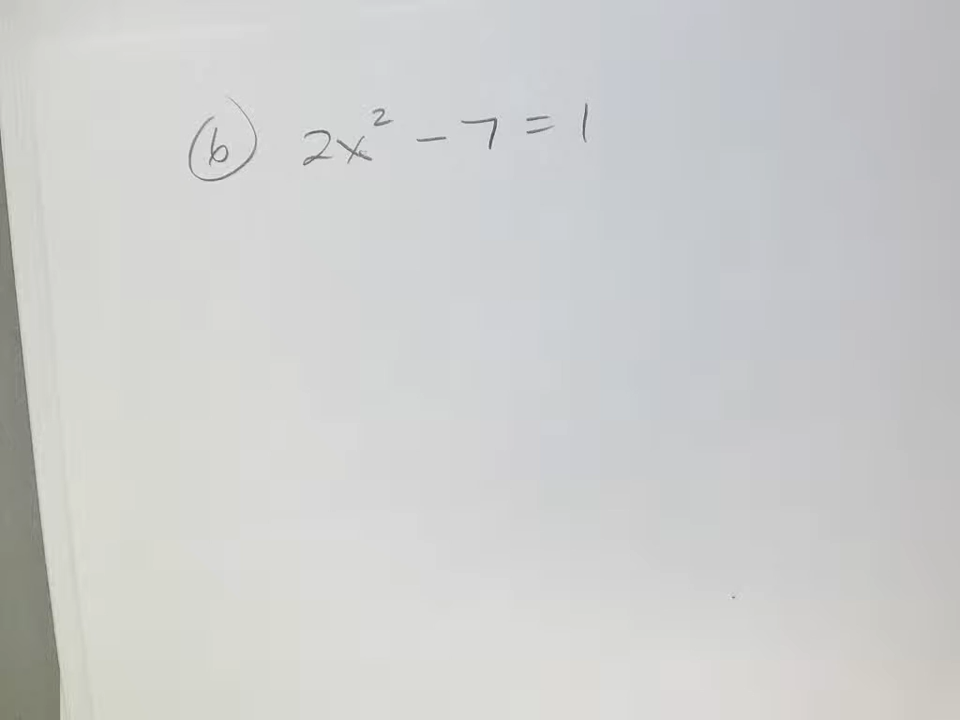 (b) 2x² - 7 = 1